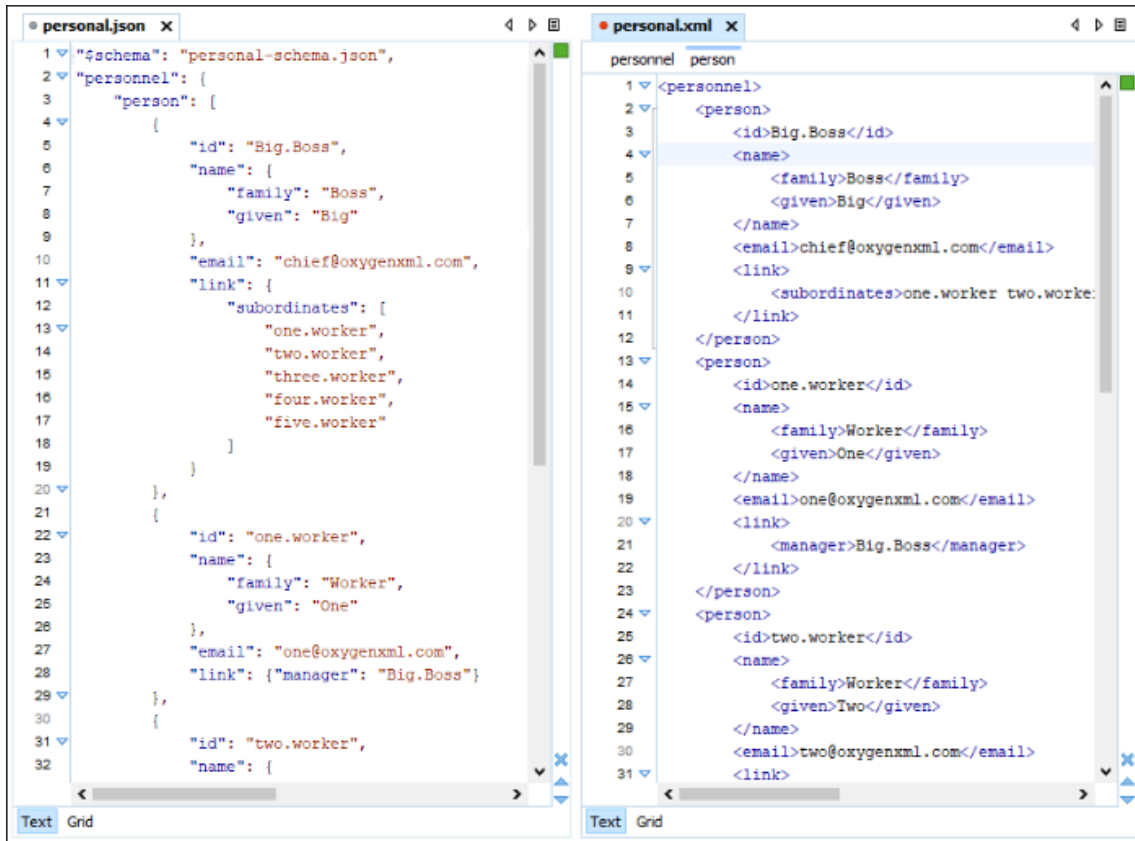 personal.json
1 "$schema": "personal-schema.json",
2 "personnel": {
3 "person": [
4 {
5 "id": "Big.Boss",
6 "name": {
7 "family": "Boss",
8 "given": "Big"
9 },
10 "email": "chief@oxygenxml.com",
11 "link": {
12 "subordinates": [
13 "one.worker",
14 "two.worker",
15 "three.worker",
16 "four.worker",
17 "five.worker"
18 ]
19 }
20 },
21 {
22 "id": "one.worker",
23 "name": {
24 "family": "Worker",
25 "given": "One"
26 },
27 "email": "one@oxygenxml.com",
28 "link": {"manager": "Big.Boss"}
29 },
30 {
31 "id": "two.worker",
32 "name": {
Text Grid
personal.xml
personnel person
1 <personnel>
2 <person>
3 <id>Big.Boss</id>
4 <name>
5 <family>Boss</family>
6 <given>Big</given>
7 </name>
8 <email>chief@oxygenxml.com</email>
9 <link>
10 <subordinates>one.worker two.worke
11 </link>
12 </person>
13 <person>
14 <id>one.worker</id>
15 <name>
16 <family>Worker</family>
17 <given>One</given>
18 </name>
19 <email>one@oxygenxml.com</email>
20 <link>
21 <manager>Big.Boss</manager>
22 </link>
23 </person>
24 <person>
25 <id>two.worker</id>
26 <name>
27 <family>Worker</family>
28 <given>Two</given>
29 </name>
30 <email>two@oxygenxml.com</email>
31 <link>
Text Grid